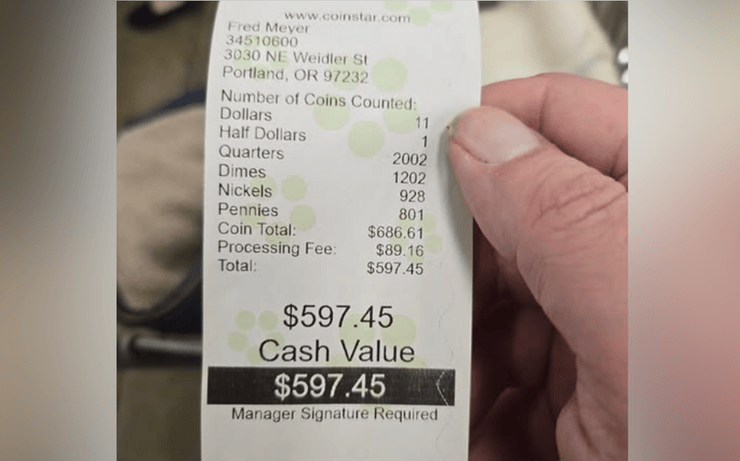 www.coinstar.com
Fred Meyer
34510600
3030 NE Weidler St
Portland, OR 97232
Number of Coins Counted:
Dollars 11
Half Dollars 1
Quarters 2002
Dimes 1202
Nickels 928
Pennies 801
Coin Total: $686.61
Processing Fee: $89.16
Total: $597.45
$597.45
Cash Value
$597.45
Manager Signature Required